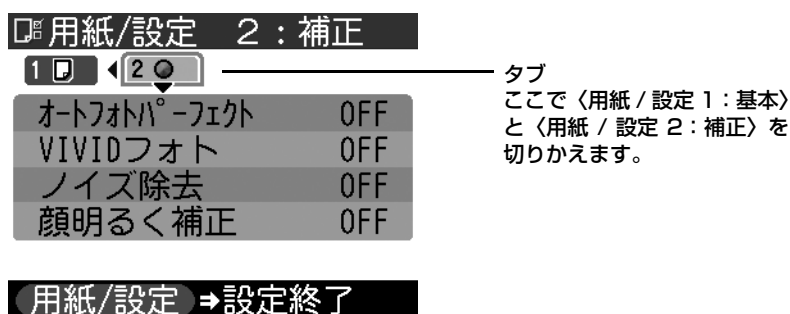 用紙/設定　2：補正
1 2
オートフォトパーフェクト OFF
VIVIDフォト OFF
ノイズ除去 OFF
顔明るく補正 OFF
用紙/設定 ➡設定終了
タブ
ここで〈用紙 / 設定 1：基本〉
と〈用紙 / 設定 2：補正〉を
切りかえます。